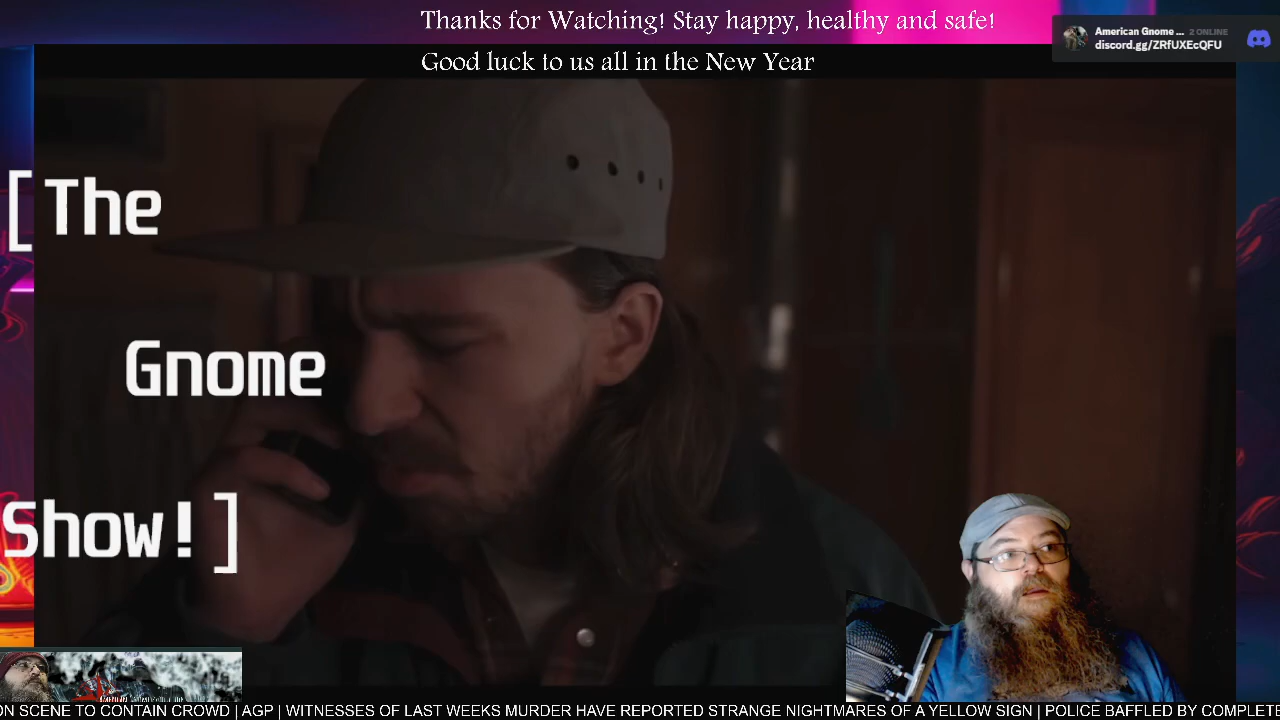 Thanks for Watching! Stay happy, healthy and safe!
American Gnome ... 2 ONLINE
discord.gg/ZRfUXEcQFU
Good luck to us all in the New Year
[The
Gnome
Show!]
ON SCENE TO CONTAIN CROWD | AGP | WITNESSES OF LAST WEEKS MURDER HAVE REPORTED STRANGE NIGHTMARES OF A YELLOW SIGN | POLICE BAFFLED BY COMPLETE